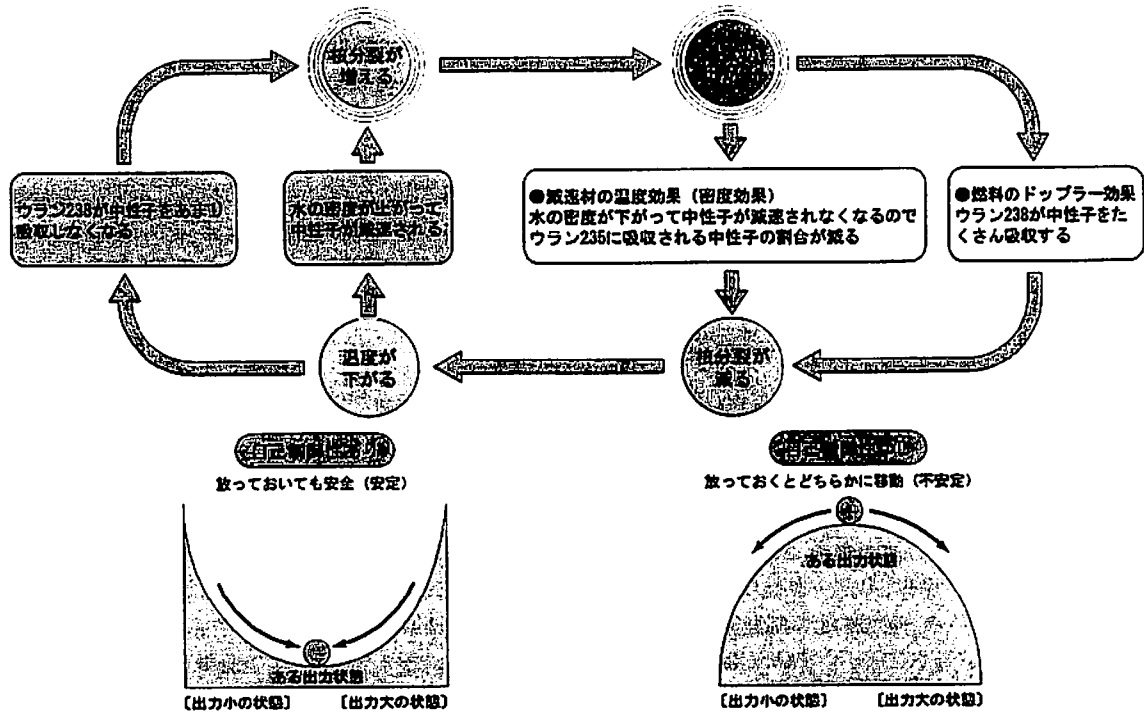 核分裂が
増える
ウラン238が中性子をあまり
吸収しなくなる
水の密度が上がって
中性子が減速される
●減速材の温度効果（密度効果）
水の密度が下がって中性子が減速されなくなるので
ウラン235に吸収される中性子の割合が減る
●燃料のドップラー効果
ウラン238が中性子をた
くさん吸収する
温度が
下がる
核分裂が
減る
放っておいても安全（安定）
放っておくとどちらかに移動（不安定）
ある出力状態
ある出力状態
［出力小の状態］ ［出力大の状態］
［出力小の状態］ ［出力大の状態］